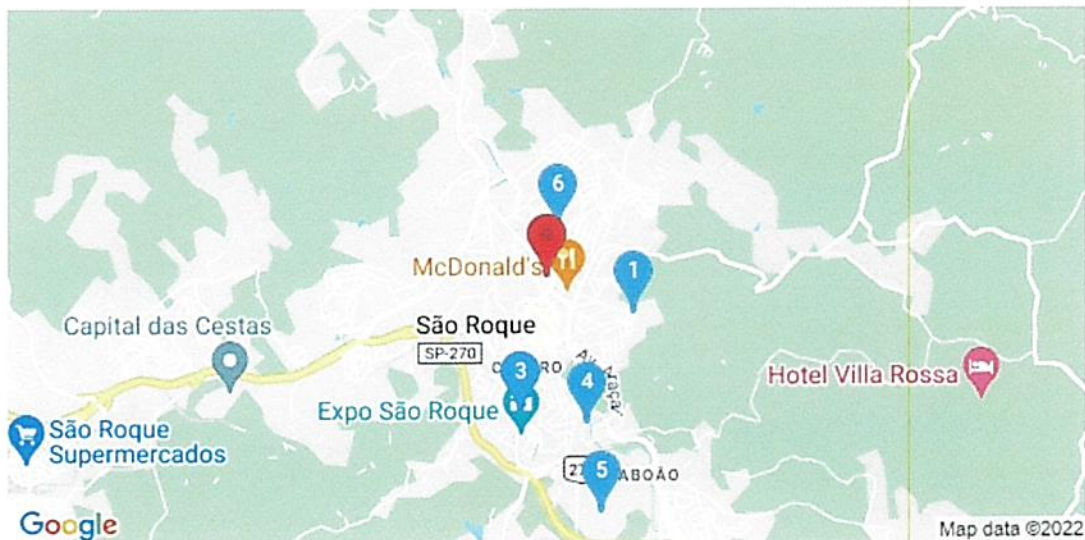 6
McDonald's
1
Capital das Cestas
São Roque
SP-270
3
4
Hotel Villa Rossa
Expo São Roque
São Roque
Supermercados
5
Google
Map data ©2022